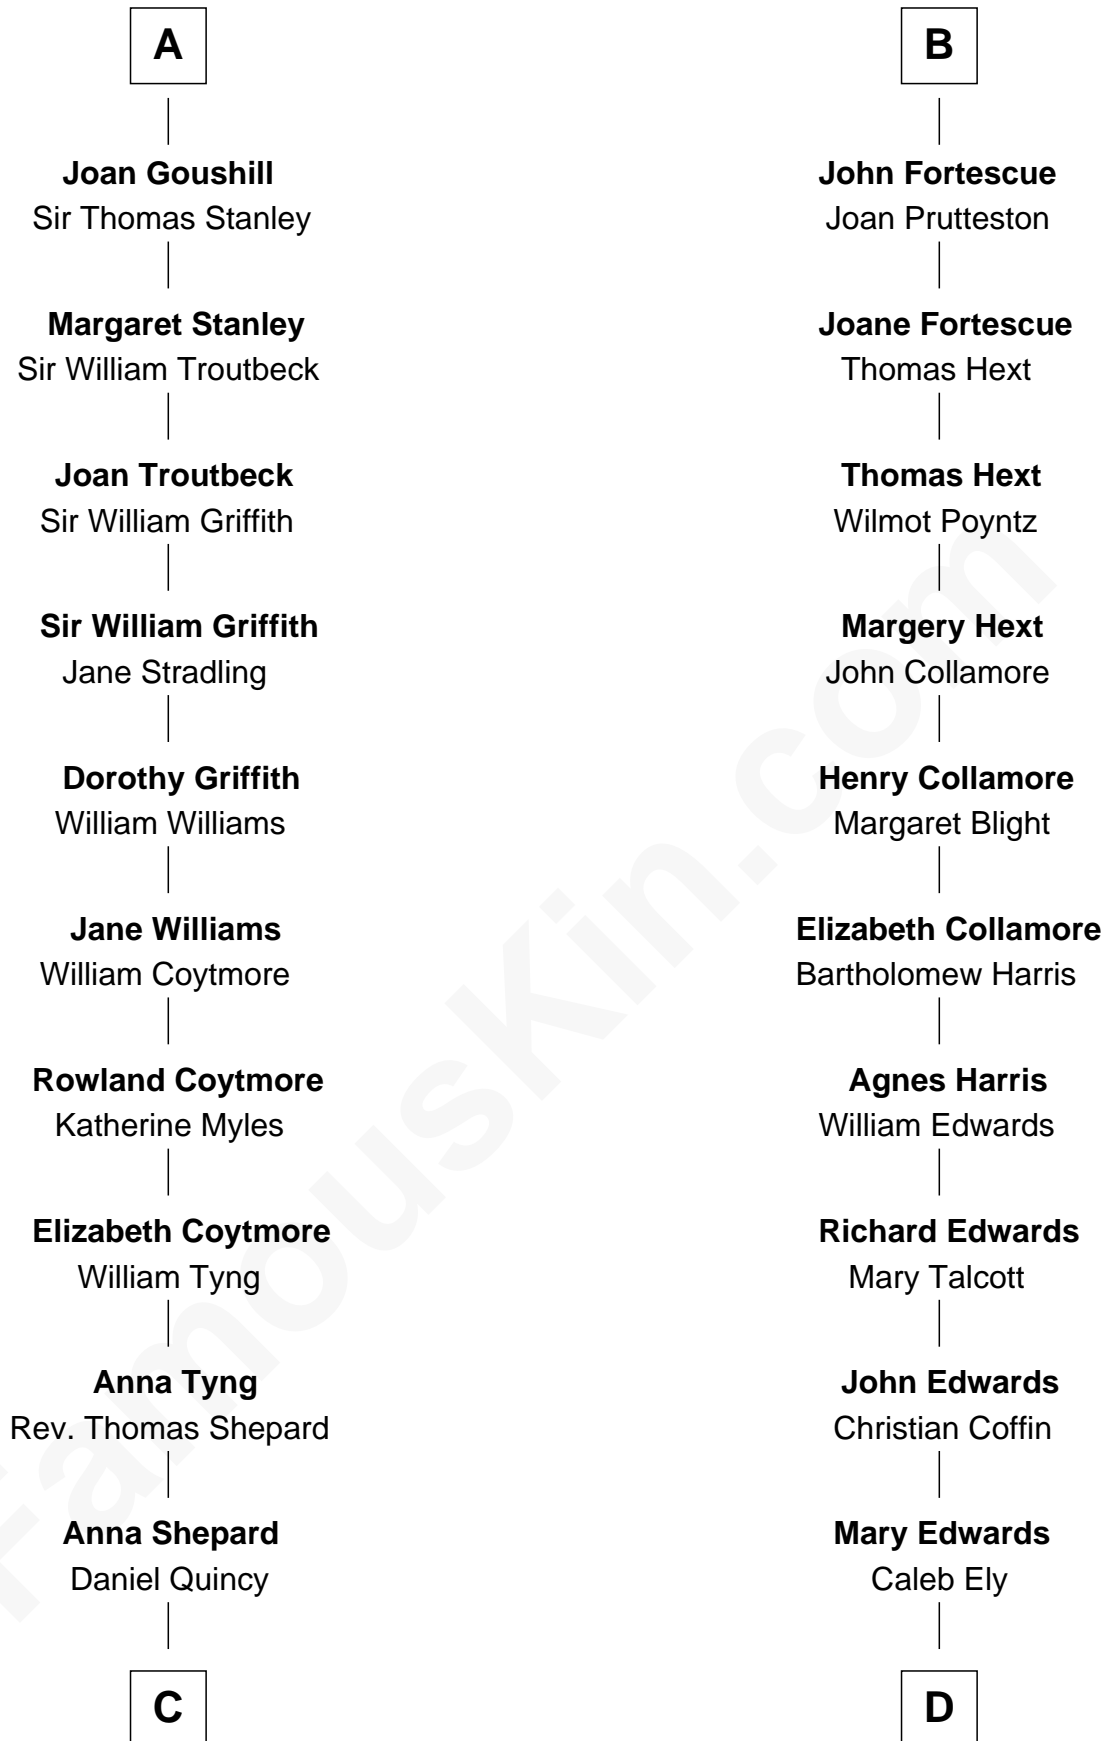 A
Joan Goushill
Sir Thomas Stanley
Margaret Stanley
Sir William Troutbeck
Joan Troutbeck
Sir William Griffith
Sir William Griffith
Jane Stradling
Dorothy Griffith
William Williams
Jane Williams
William Coytmore
Rowland Coytmore
Katherine Myles
Elizabeth Coytmore
William Tyng
Anna Tyng
Rev. Thomas Shepard
Anna Shepard
Daniel Quincy
C
B
John Fortescue
Joan Prutteston
Joane Fortescue
Thomas Hext
Thomas Hext
Wilmot Poyntz
Margery Hext
John Collamore
Henry Collamore
Margaret Blight
Elizabeth Collamore
Bartholomew Harris
Agnes Harris
William Edwards
Richard Edwards
Mary Talcott
John Edwards
Christian Coffin
Mary Edwards
Caleb Ely
D
FamousKin.com